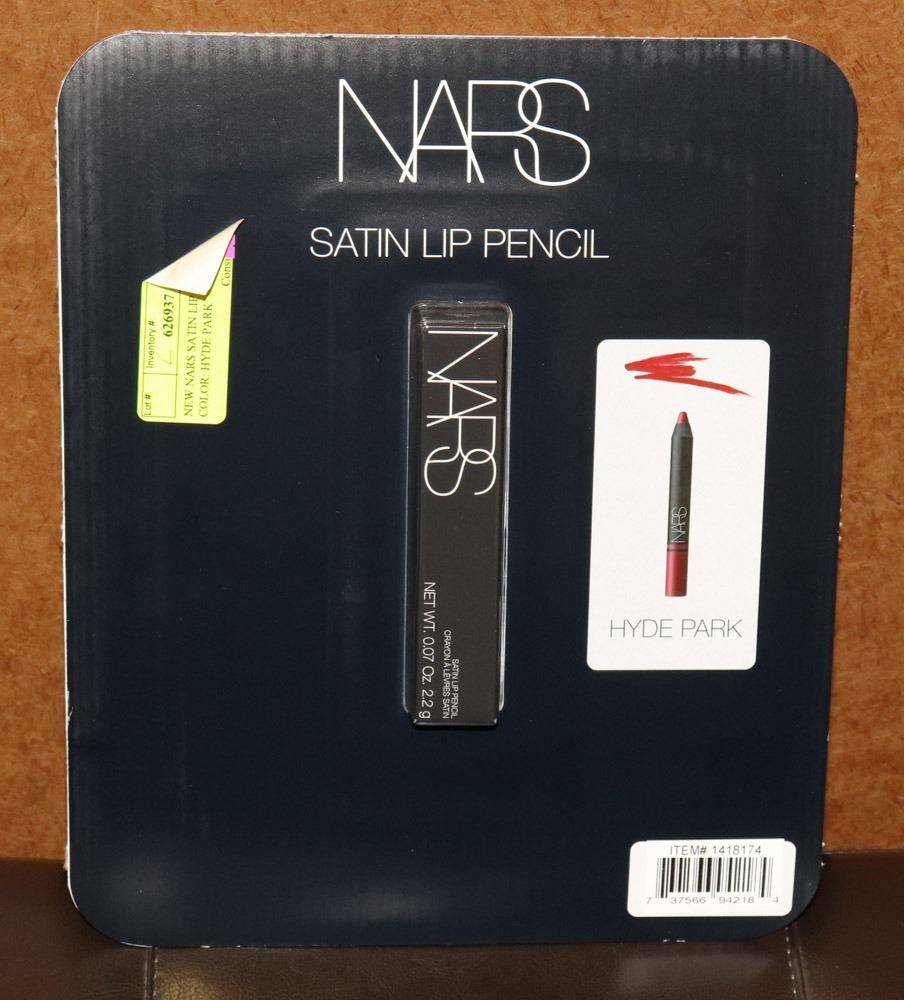 NARS
SATIN LIP PENCIL
Lot #
Inventory #
626937
NEW NARS SATIN LIP
COLOR: HYDE PARK
NARS
SATIN LIP PENCIL
CRAYON À LÈVRES SATIN
NET WT. 0.07 Oz. 2.2 g
NARS
HYDE PARK
ITEM# 1418174
7 37566 94218 4